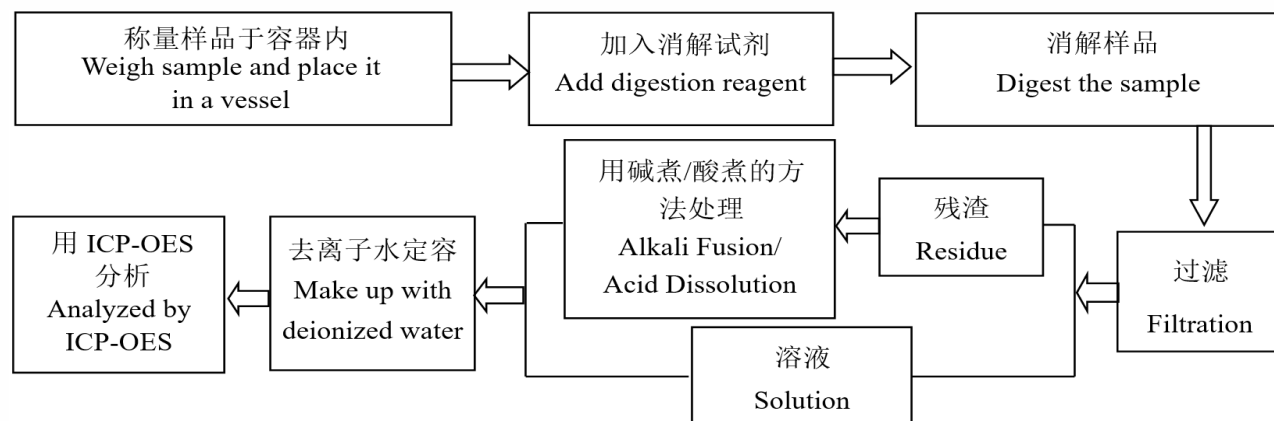 称量样品于容器内
Weigh sample and place it
in a vessel
加入消解试剂
Add digestion reagent
消解样品
Digest the sample
过滤
Filtration
残渣
Residue
用碱煮/酸煮的方
法处理
Alkali Fusion/
Acid Dissolution
溶液
Solution
去离子水定容
Make up with
deionized water
用 ICP-OES
分析
Analyzed by
ICP-OES